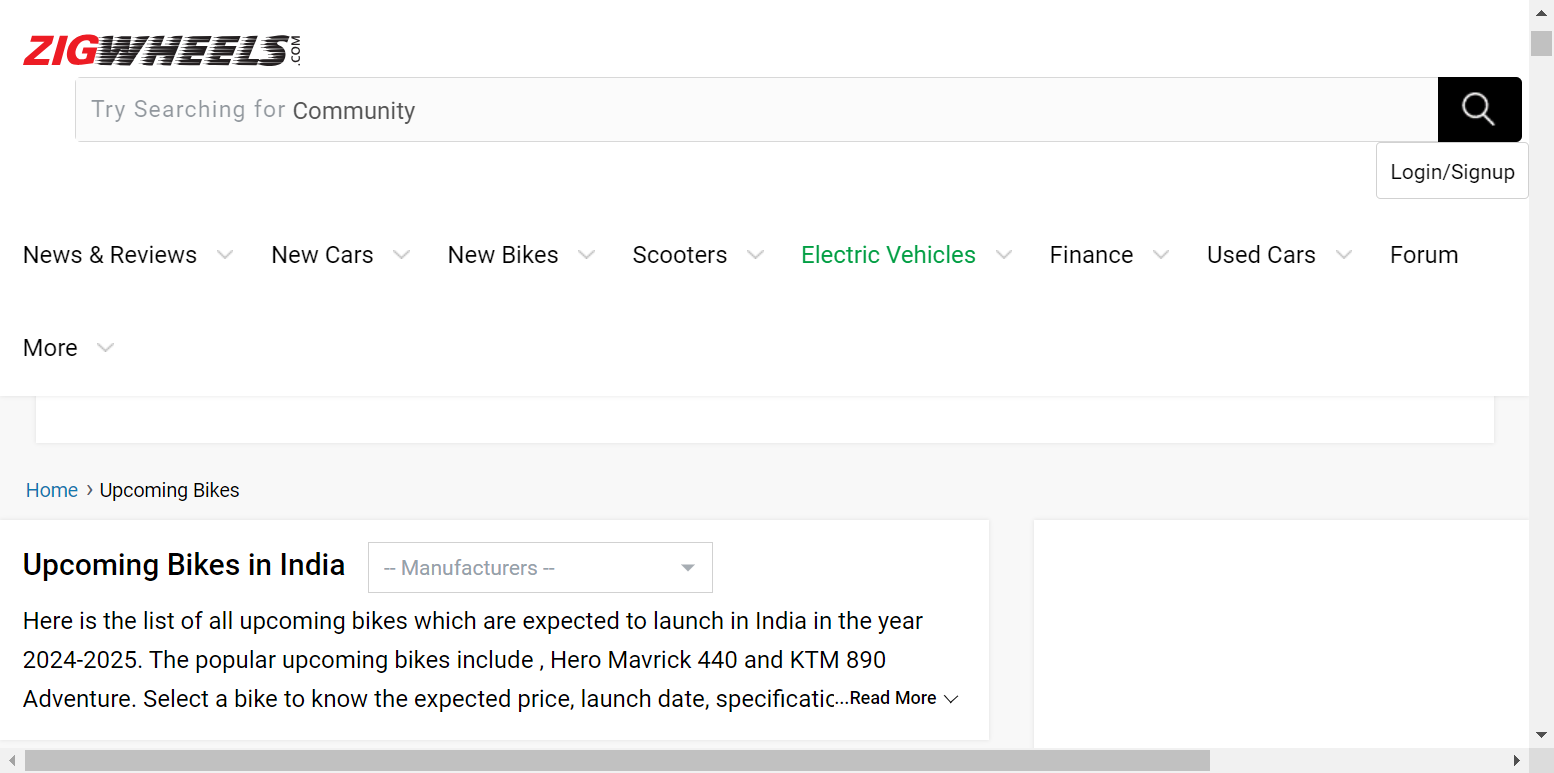 ZIGWHEELS.COM
Try Searching for Community
Login/Signup
News & Reviews New Cars New Bikes Scooters Electric Vehicles Finance Used Cars Forum
More
Home › Upcoming Bikes
Upcoming Bikes in India -- Manufacturers --
Here is the list of all upcoming bikes which are expected to launch in India in the year
2024-2025. The popular upcoming bikes include , Hero Mavrick 440 and KTM 890
Adventure. Select a bike to know the expected price, launch date, specificatic...Read More